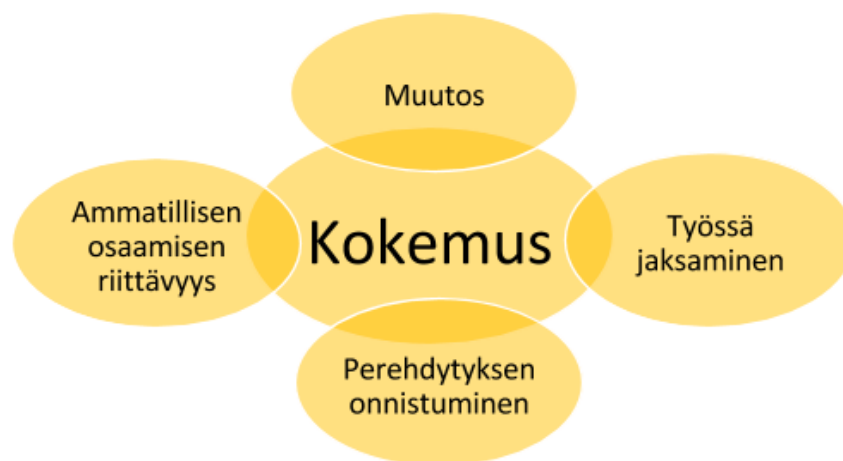 Muutos
Ammatillisen
osaamisen
riittävyys
Kokemus
Työssä
jaksaminen
Perehdytyksen
onnistuminen